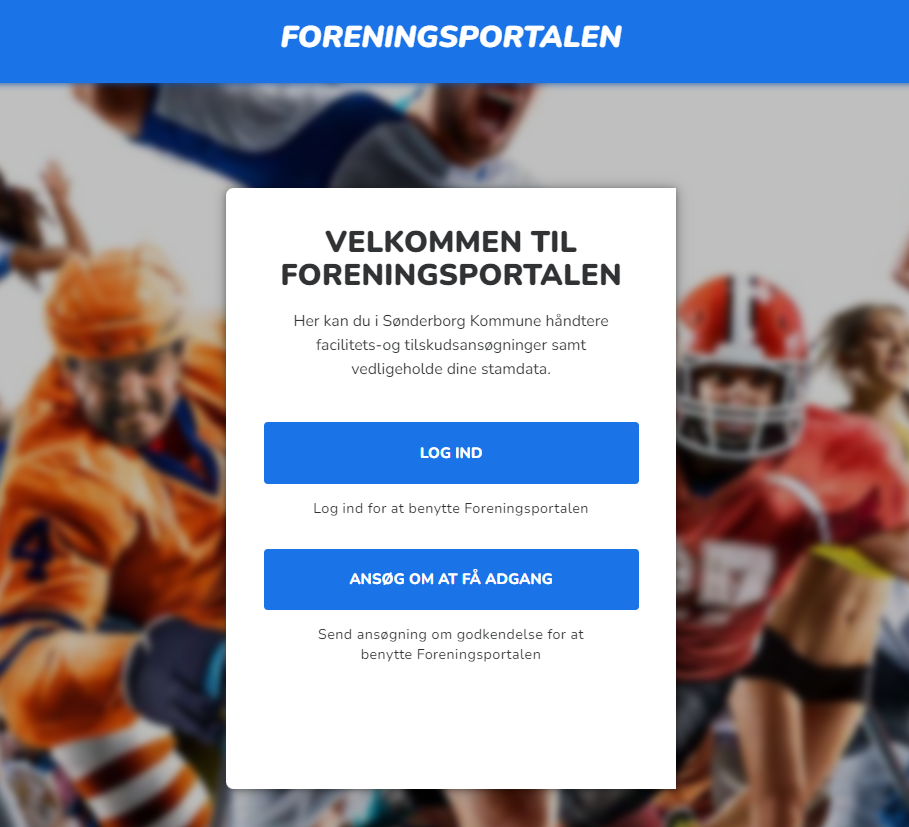 FORENINGSPORTALEN
VELKOMMEN TIL
FORENINGSPORTALEN
Her kan du i Sønderborg Kommune håndtere
facilitets-og tilskudsansøgninger samt
vedligeholde dine stamdata.
LOG IND
Log ind for at benytte Foreningsportalen
ANSØG OM AT FÅ ADGANG
Send ansøgning om godkendelse for at
benytte Foreningsportalen
4